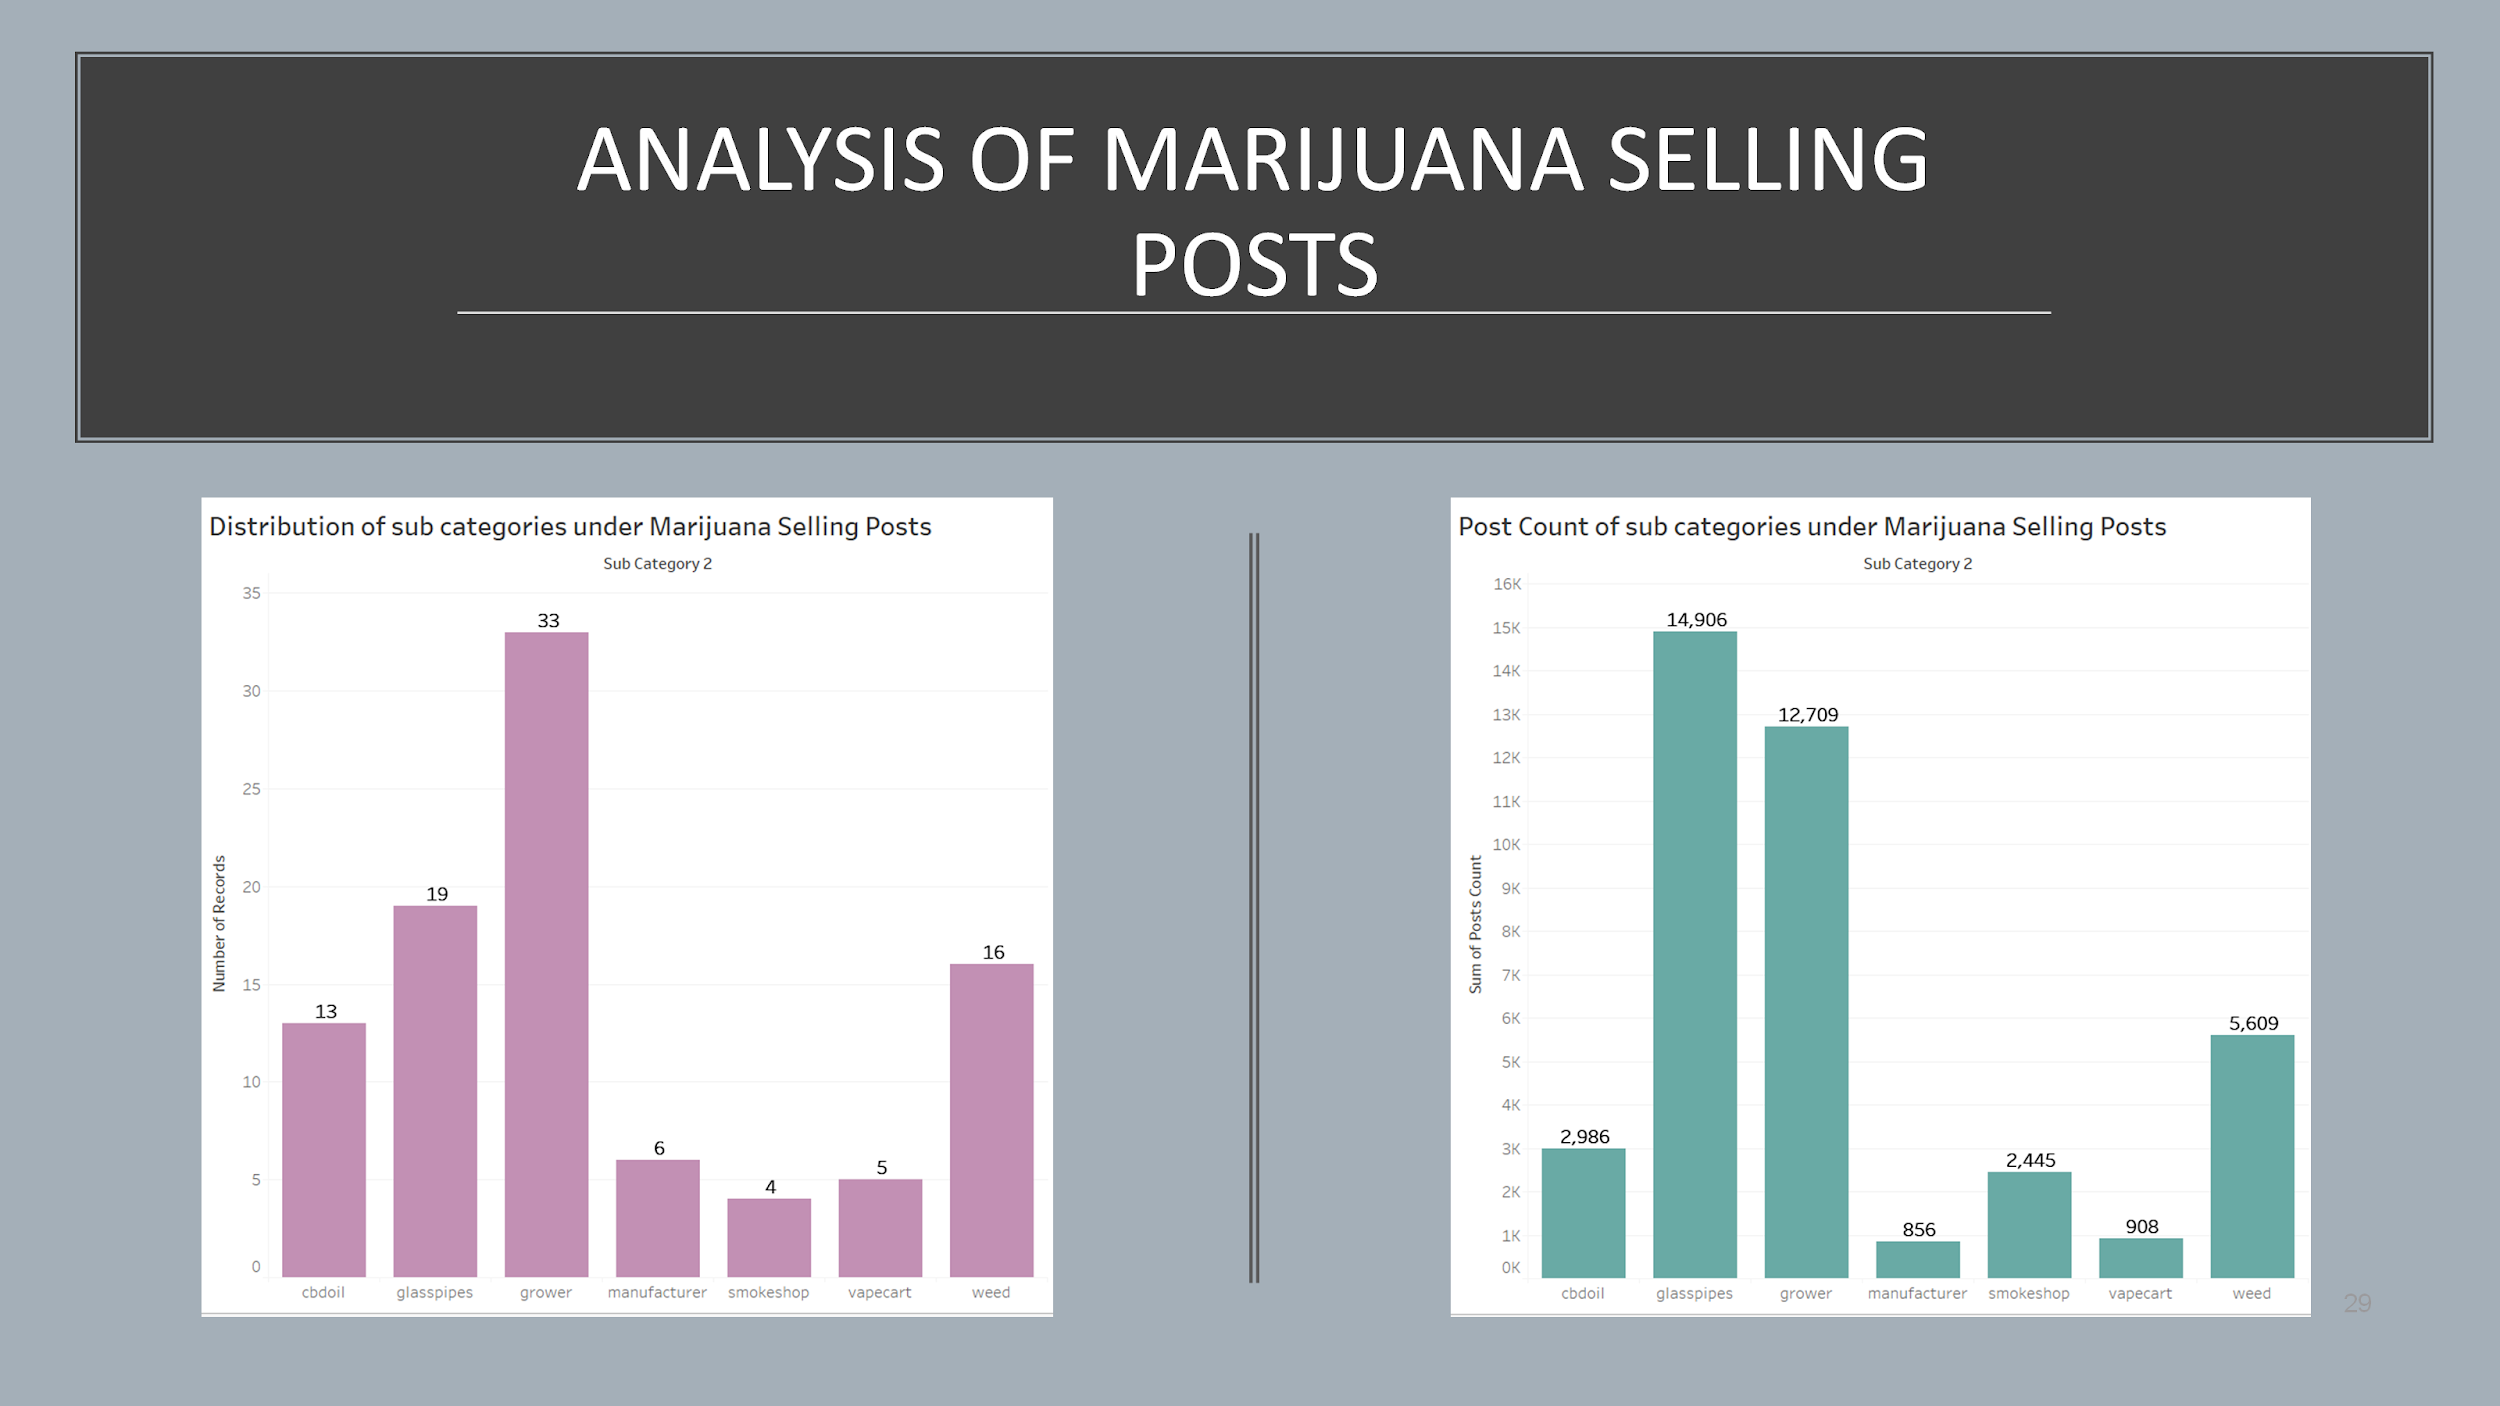 ANALYSIS OF MARIJUANA SELLING
POSTS
Distribution of sub categories under Marijuana Selling Posts
Sub Category 2
Number of Records
35
30
25
20
15
10
5
0
13
19
33
6
4
5
16
cbdoil glasspipes grower manufacturer smokeshop vapecart weed
Post Count of sub categories under Marijuana Selling Posts
Sub Category 2
Sum of Posts Count
16K
15K
14K
13K
12K
11K
10K
9K
8K
7K
6K
5K
4K
3K
2K
1K
0K
2,986
14,906
12,709
856
2,445
908
5,609
cbdoil glasspipes grower manufacturer smokeshop vapecart weed
29